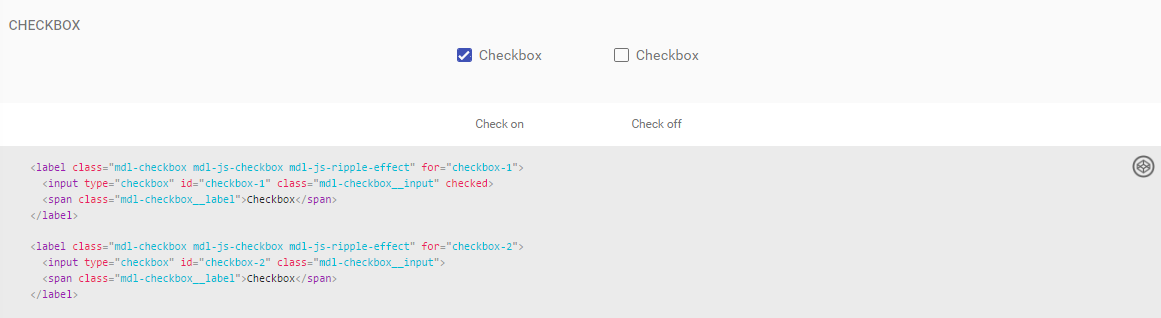 CHECKBOX
Checkbox Checkbox
Check on Check off
<label class="mdl-checkbox mdl-js-checkbox mdl-js-ripple-effect" for="checkbox-1">
  <input type="checkbox" id="checkbox-1" class="mdl-checkbox__input" checked>
  <span class="mdl-checkbox__label">Checkbox</span>
</label>
<label class="mdl-checkbox mdl-js-checkbox mdl-js-ripple-effect" for="checkbox-2">
  <input type="checkbox" id="checkbox-2" class="mdl-checkbox__input">
  <span class="mdl-checkbox__label">Checkbox</span>
</label>